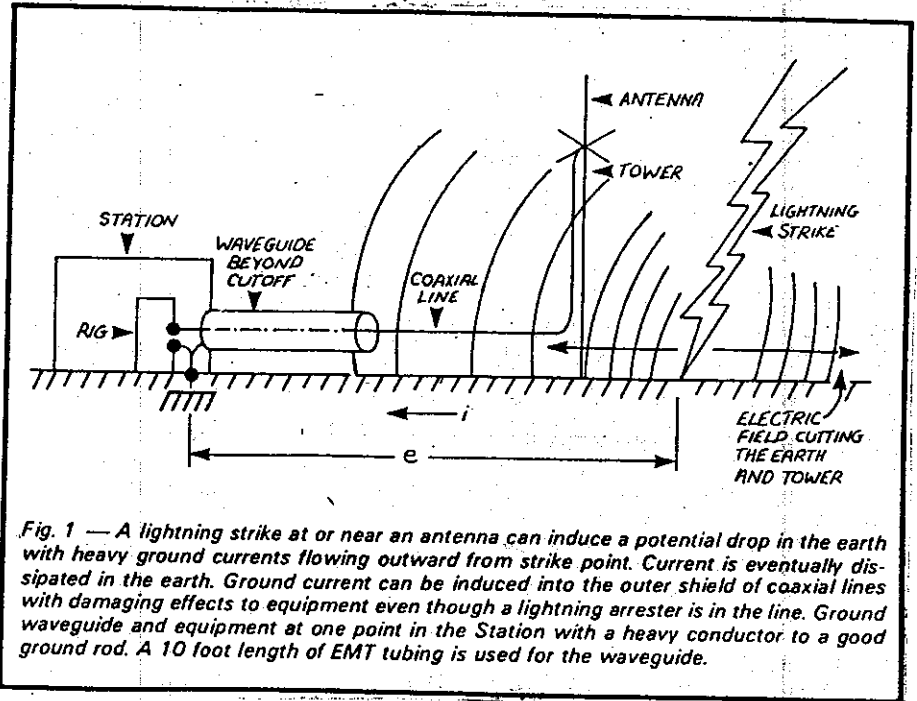 ANTENNA
TOWER
LIGHTNING
STRIKE
STATION
WAVEGUIDE
BEYOND
CUTOFF
COAXIAL
LINE
RIG
i
e
ELECTRIC
FIELD CUTTING
THE EARTH
AND TOWER
Fig. 1 — A lightning strike at or near an antenna can induce a potential drop in the earth
with heavy ground currents flowing outward from strike point. Current is eventually dis-
sipated in the earth. Ground current can be induced into the outer shield of coaxial lines
with damaging effects to equipment even though a lightning arrester is in the line. Ground
waveguide and equipment at one point in the Station with a heavy conductor to a good
ground rod. A 10 foot length of EMT tubing is used for the waveguide.